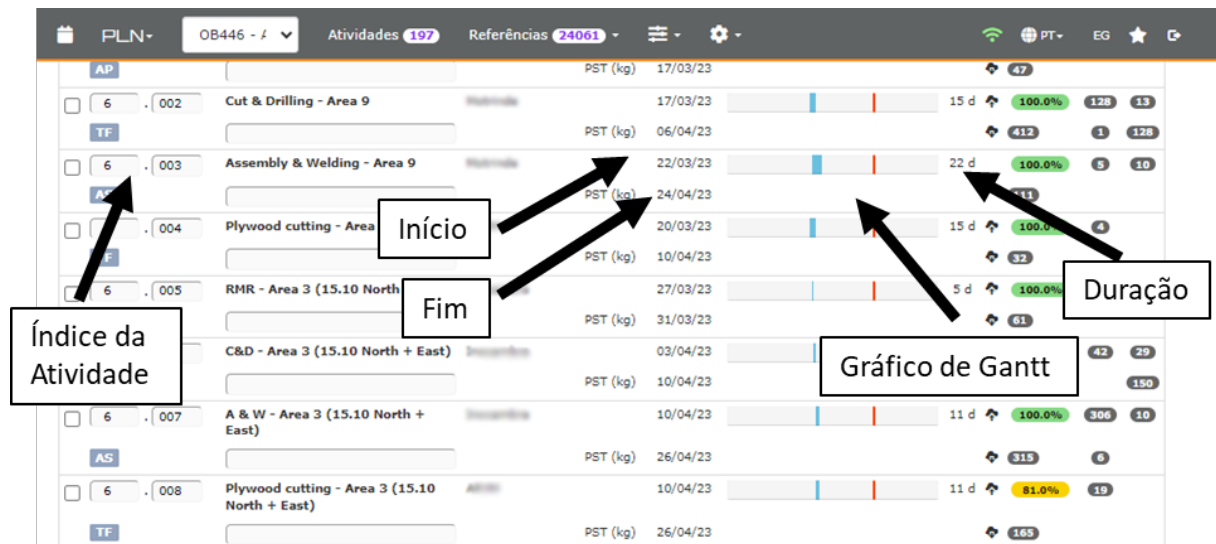 PLN OB446 - A Atividades 197 Referências 24061 PT EG
AP PST (kg) 17/03/23 47
6 . 002 Cut & Drilling - Area 9 17/03/23 15 d 100.0% 128 13
TF PST (kg) 06/04/23 412 1 128
6 . 003 Assembly & Welding - Area 9 22/03/23 22 d 100.0% 5 10
PST (kg) 24/04/23
. 004 Plywood cutting - Area 20/03/23 15 d 100.0% 4
Início
PST (kg) 10/04/23 32
6 . 005 RMR - Area 3 (15.10 North 27/03/23 5 d 100.0%
Fim
Duração
PST (kg) 31/03/23 61
Índice da
Atividade
C&D - Area 3 (15.10 North + East) 03/04/23 42 29
Gráfico de Gantt
PST (kg) 10/04/23 150
6 . 007 A & W - Area 3 (15.10 North + 10/04/23 11 d 100.0% 306 10
East)
AS PST (kg) 26/04/23 315 6
6 . 008 Plywood cutting - Area 3 (15.10 10/04/23 11 d 81.0% 19
North + East)
TF PST (kg) 26/04/23 165